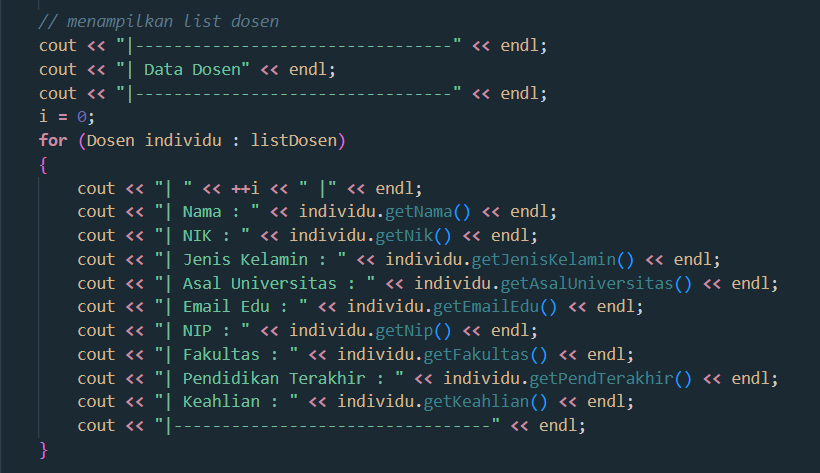 // menampilkan list dosen
cout << "|---------------------------------" << endl;
cout << "| Data Dosen" << endl;
cout << "|---------------------------------" << endl;
i = 0;
for (Dosen individu : listDosen)
{
    cout << "| " << ++i << " |" << endl;
    cout << "| Nama : " << individu.getNama() << endl;
    cout << "| NIK : " << individu.getNik() << endl;
    cout << "| Jenis Kelamin : " << individu.getJenisKelamin() << endl;
    cout << "| Asal Universitas : " << individu.getAsalUniversitas() << endl;
    cout << "| Email Edu : " << individu.getEmailEdu() << endl;
    cout << "| NIP : " << individu.getNip() << endl;
    cout << "| Fakultas : " << individu.getFakultas() << endl;
    cout << "| Pendidikan Terakhir : " << individu.getPendTerakhir() << endl;
    cout << "| Keahlian : " << individu.getKeahlian() << endl;
    cout << "|---------------------------------" << endl;
}